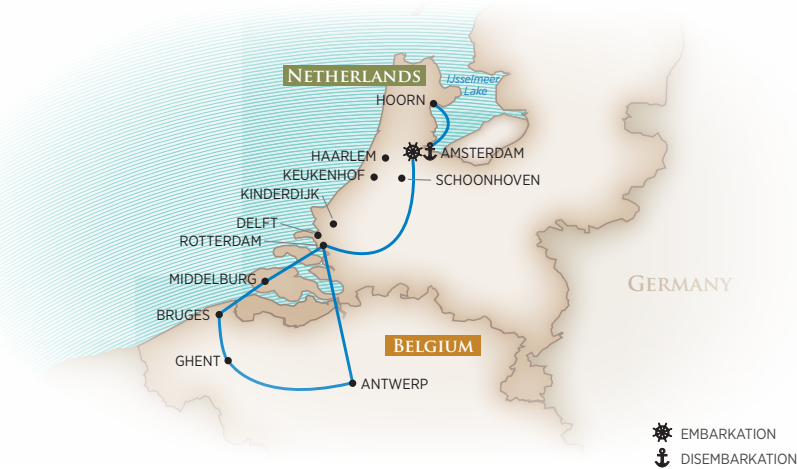 NETHERLANDS
IJsselmeer
Lake
HOORN
HAARLEM
AMSTERDAM
KEUKENHOF
SCHOONHOVEN
KINDERDIJK
DELFT
ROTTERDAM
MIDDELBURG
GERMANY
BRUGES
BELGIUM
GHENT
ANTWERP
EMBARKATION
DISEMBARKATION